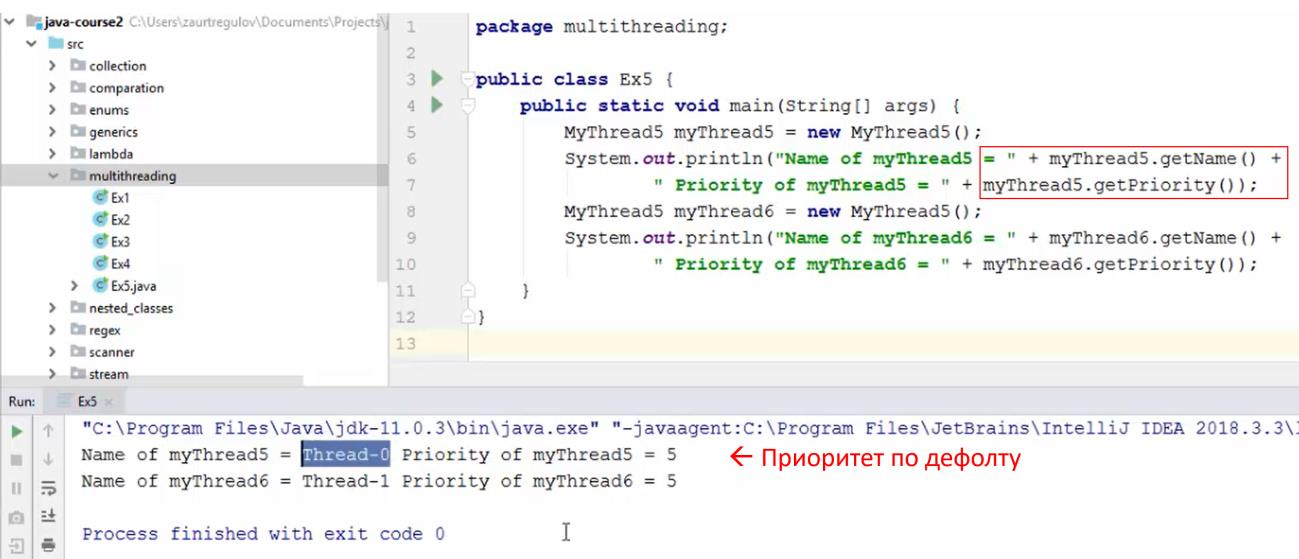 java-course2 C:\Users\zaurtregulov\Documents\Projects\
src
collection
comparation
enums
generics
lambda
multithreading
Ex1
Ex2
Ex3
Ex4
Ex5.java
nested_classes
regex
scanner
stream
1 package multithreading;
2
3 public class Ex5 {
4 public static void main(String[] args) {
5 MyThread5 myThread5 = new MyThread5();
6 System.out.println("Name of myThread5 = " + myThread5.getName() +
7 " Priority of myThread5 = " + myThread5.getPriority());
8 MyThread5 myThread6 = new MyThread5();
9 System.out.println("Name of myThread6 = " + myThread6.getName() +
10 " Priority of myThread6 = " + myThread6.getPriority());
11 }
12 }
13
Run: Ex5
"C:\Program Files\Java\jdk-11.0.3\bin\java.exe" "-javaagent:C:\Program Files\JetBrains\IntelliJ IDEA 2018.3.3\
Name of myThread5 = Thread-0 Priority of myThread5 = 5 ← Приоритет по дефолту
Name of myThread6 = Thread-1 Priority of myThread6 = 5
Process finished with exit code 0